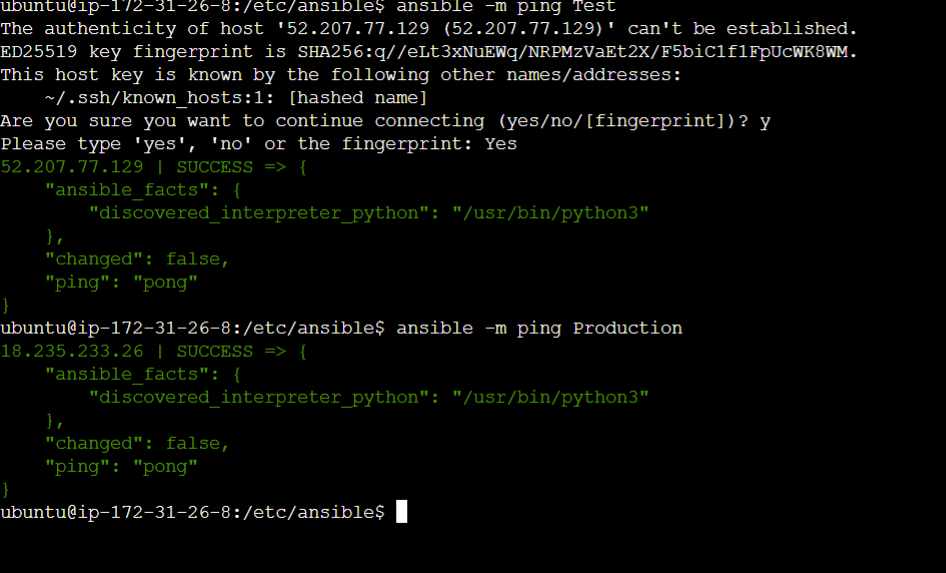 ubuntu@ip-172-31-26-8:/etc/ansible$ ansible -m ping Test
The authenticity of host '52.207.77.129 (52.207.77.129)' can't be established.
ED25519 key fingerprint is SHA256:q//eLt3xNuEWq/NRPMzVaEt2X/F5biC1f1FpUcWK8WM.
This host key is known by the following other names/addresses:
    ~/.ssh/known_hosts:1: [hashed name]
Are you sure you want to continue connecting (yes/no/[fingerprint])? y
Please type 'yes', 'no' or the fingerprint: Yes
52.207.77.129 | SUCCESS => {
    "ansible_facts": {
        "discovered_interpreter_python": "/usr/bin/python3"
    },
    "changed": false,
    "ping": "pong"
}
ubuntu@ip-172-31-26-8:/etc/ansible$ ansible -m ping Production
18.235.233.26 | SUCCESS => {
    "ansible_facts": {
        "discovered_interpreter_python": "/usr/bin/python3"
    },
    "changed": false,
    "ping": "pong"
}
ubuntu@ip-172-31-26-8:/etc/ansible$